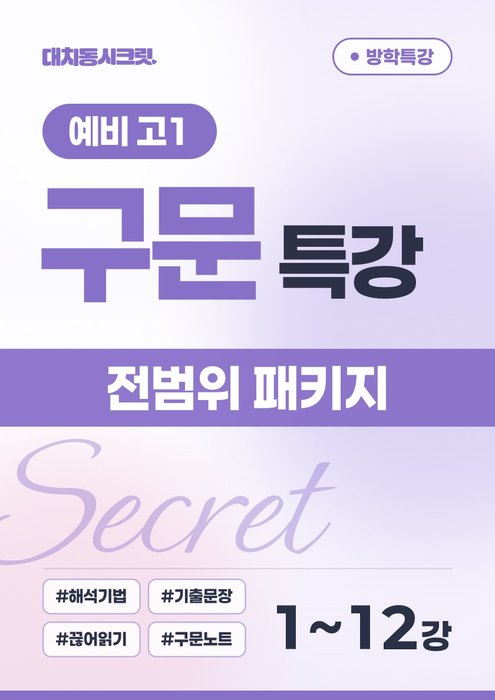 대치동시크릿.
방학특강
예비 고1
구문 특강
전범위 패키지
Secret
#해석기법 #기출문장
#끊어읽기 #구문노트
1~12강